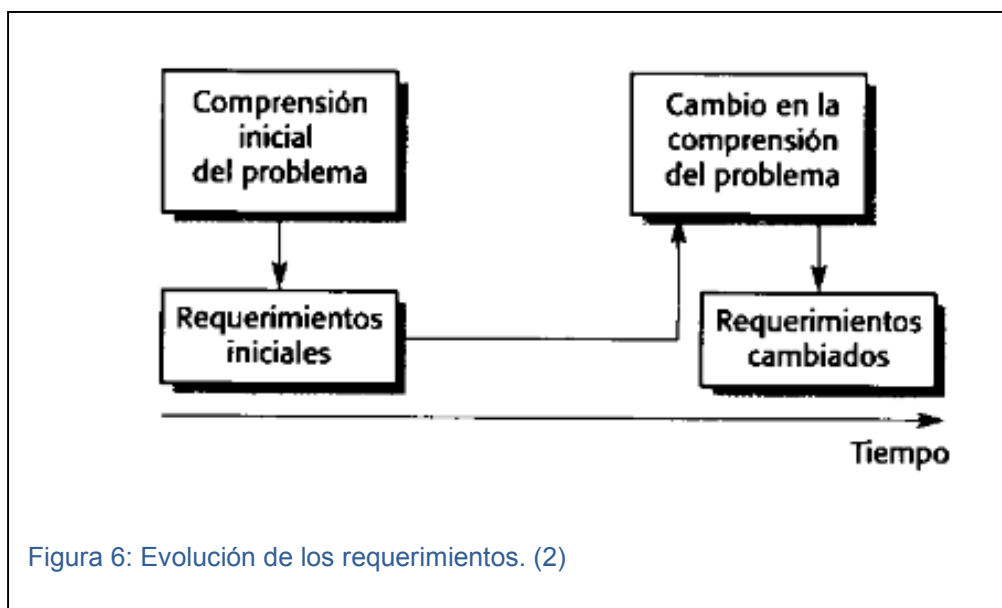 Comprensión
inicial
del problema
Cambio en la
comprensión
del problema
Requerimientos
iniciales
Requerimientos
cambiados
Tiempo
Figura 6: Evolución de los requerimientos. (2)